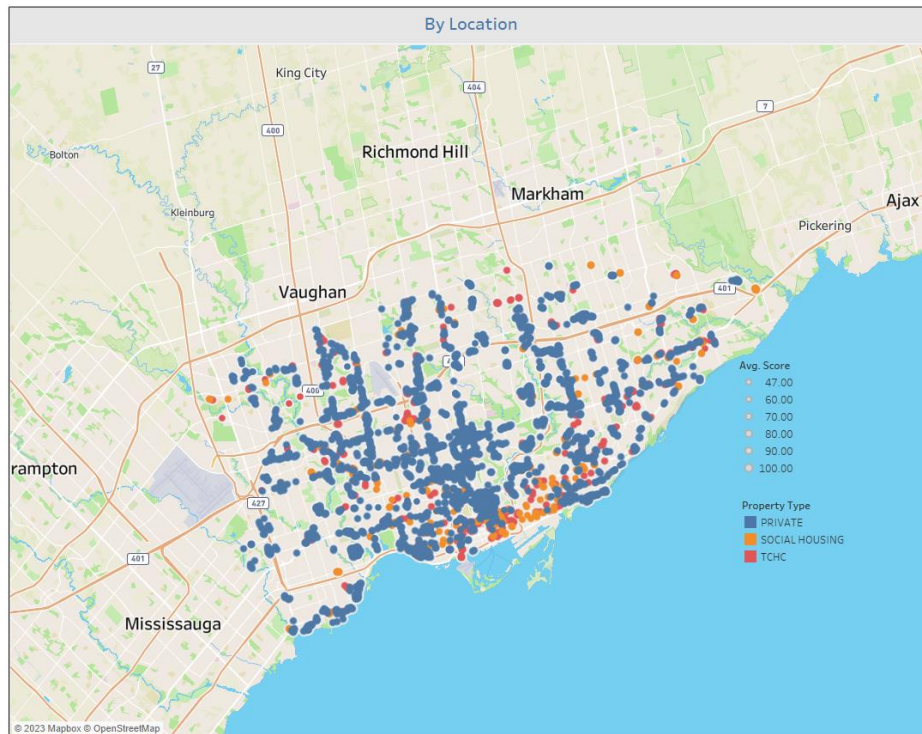 By Location
27
King City
404
400
7
Bolton
Richmond Hill
Markham
Kleinburg
Ajax
Pickering
401
Vaughan
400
rampton
427
401
Mississauga
Avg. Score
47.00
60.00
70.00
80.00
90.00
100.00
Property Type
PRIVATE
SOCIAL HOUSING
TCHC
© 2023 Mapbox © OpenStreetMap